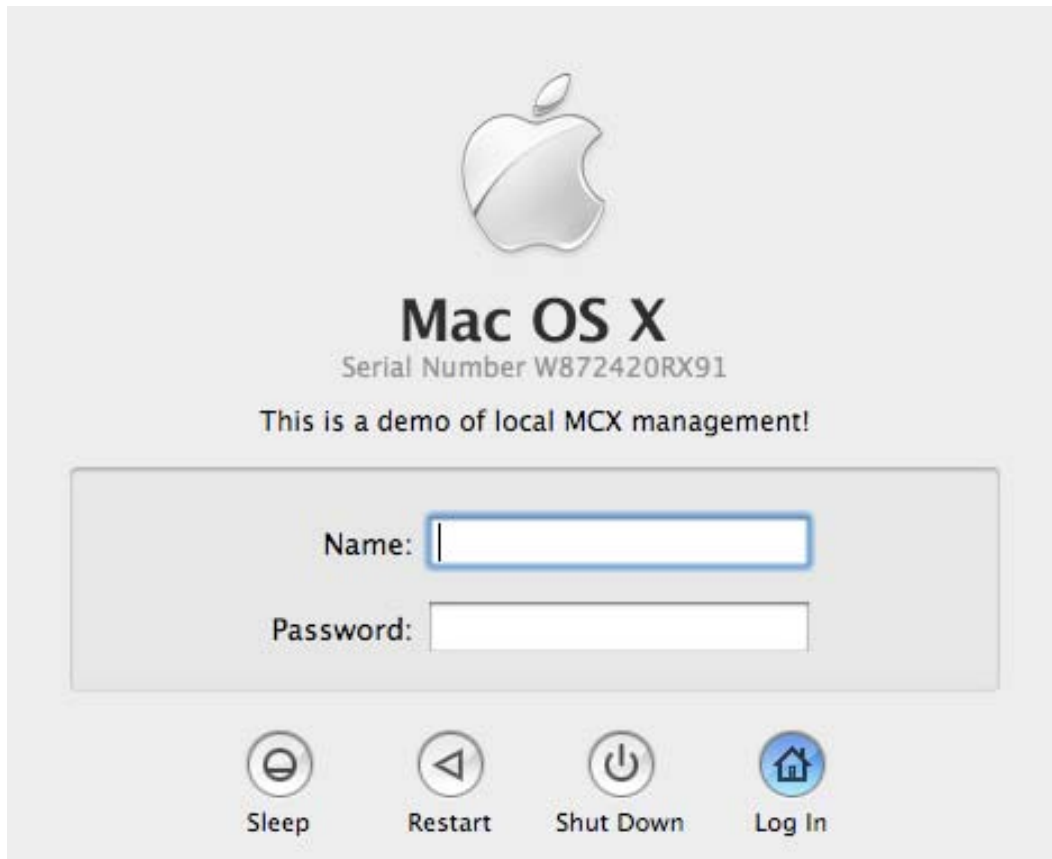 Mac OS X
Serial Number W872420RX91
This is a demo of local MCX management!
Name:
Password:
Sleep Restart Shut Down Log In